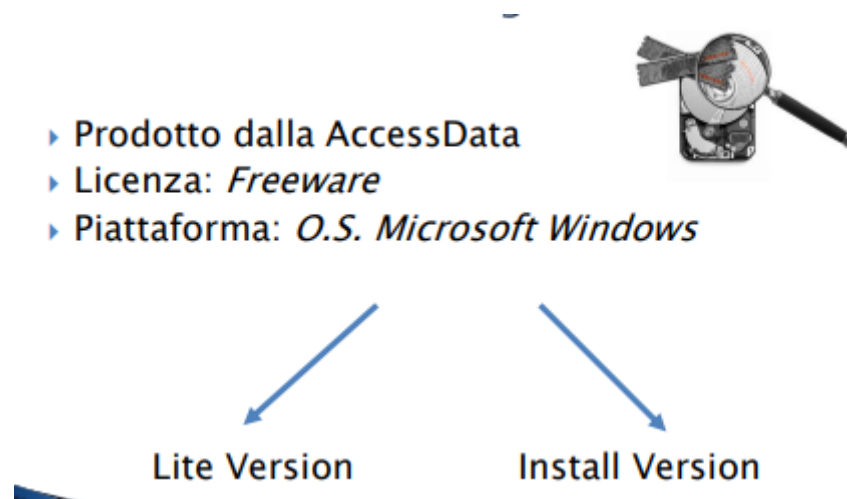 Prodotto dalla AccessData
Licenza: Freeware
Piattaforma: O.S. Microsoft Windows
Lite Version
Install Version